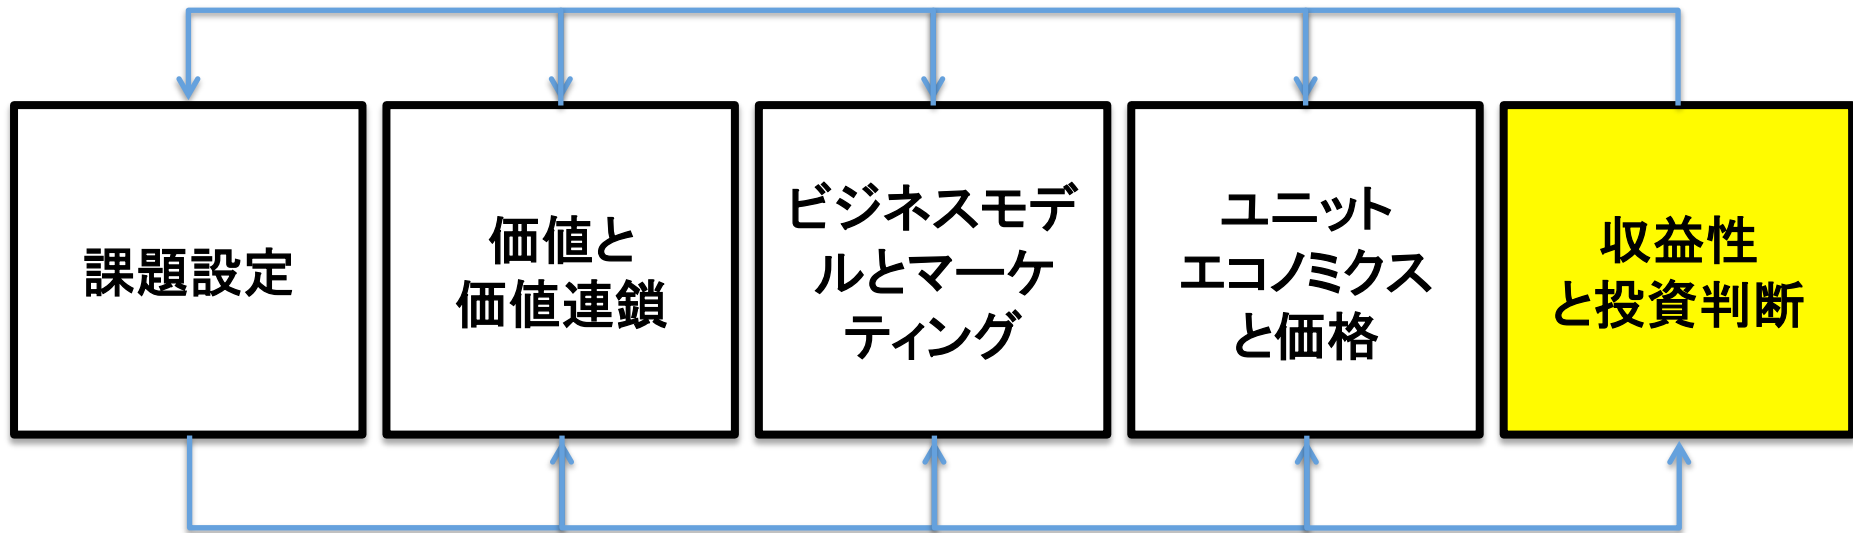 課題設定
価値と
価値連鎖
ビジネスモデ
ルとマーケ
ティング
ユニット
エコノミクス
と価格
収益性
と投資判断